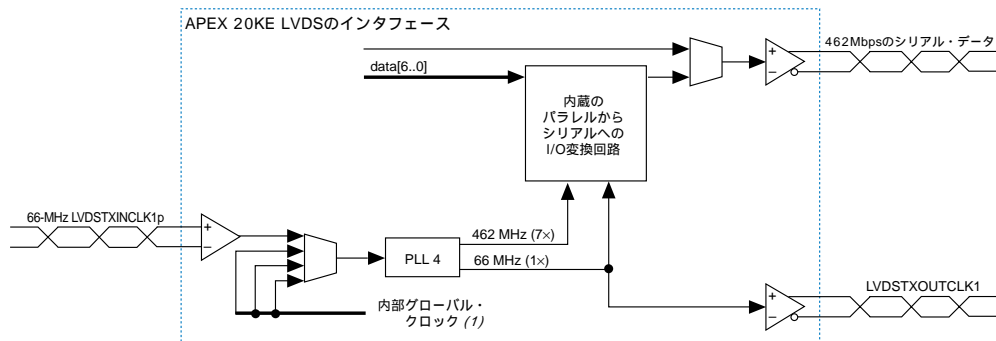 APEX 20KE LVDSのインタフェース
462Mbpsのシリアル・データ
data[6..0]
+
−
内蔵の
パラレルから
シリアルへの
I/O変換回路
66-MHz LVDSTXINCLK1p
+
−
462 MHz (7×)
PLL 4
66 MHz (1×)
LVDSTXOUTCLK1
+
−
内部グローバル・
クロック (1)